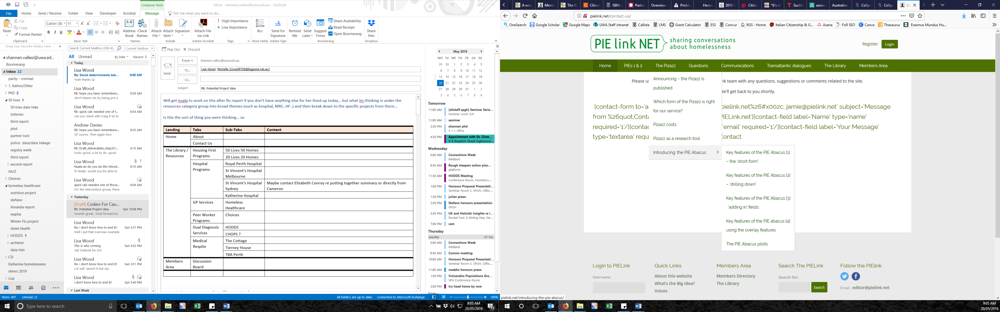 Compose Tools
Inbox - shannen.vallesi@uwa.edu.au - Outlook
File Home Send / Receive Folder View Developer Acrobat Message Tell me what you want to do...
Cut
Copy
Format Painter
Paste
Calibri (Bc 11
Address Book
Check Names
Attach File
Attach Item
Signature
Attach File via Link
High Importance
Low Importance
Bcc
Send for Signature
Remind Me
Send Later
Suggest Times
Share Availability
Read Receipt
Open Boomerang
Share files
Clipboard Basic Text Names Include Adobe Acrobat Tags Show Fields Adobe Sign Boomerang Dropbox
Drag Your Favorite Folders Here
shannen.vallesi@uwa.ed...
Boomerang
Inbox 22
parity - criminal
1. Admin/Other
PhD 2
50 lives 1
50 lives data links
lotteries
third report
ptsd
partner tool
police data/data linkage
registry week
third report
second report
AtoZ
Choices
homeless healthcare
nutrition project
stefano
Amanda report
wapha
Winter Flu project
street health
HODDS 1
archieve
data lists
CSI
Katherine homelessness
nhmrc 2019
Lisa
Search Current Mailbox (Ctrl+E) Current Mailbox
All Unread By Date Newest
Today
Lisa Wood
Re: Social deterrminants tob... 9:00 AM
Yeah thanks
Lisa Wood
RE: hope you have remembere... 8:59 AM
don't'shame me by being pro e
Lisa Wood
RE: quick calc needed one of t... 8:54 AM
can you check with craig if ok to
Andrew Davies
RE: hope you have remembere... 8:35 AM
Of course. Then again how
Lisa Wood
RE: Draft_deliverables_May201... 8:10 AM
looks good. a lot to do, good
Lisa Wood
Nuala an do you do this Mond... 8:10 AM
hi Nuala would you be able to
Lisa Wood
quick calc needed one of those... 8:04 AM
For the intervention group, there
Yesterday
[Draft] Coders For Cau...
RE: Potential Project Idea Sun 10:08 PM
Sounds great, I look forward to
Lisa Wood
Re: i don't know how to end it!! Sun 3:57 PM
Well I put that overseas example
Lisa Wood
This is who coming Sun 3:52 PM
Get Outlook for iOS
Lisa Wood
Re: i don't know how to end it!! Sun 3:51 PM
Lol well launch it but say
Lisa Wood
i don't know how to end it!! Sun 3:40 PM
Last Week
Pop Out Discard
Send
From shannen.vallesi@uwa.edu.au
To... Lisa Wood; Michelle (mwe59728@bigpond.net.au)
Cc...
Subject RE: Potential Project Idea
Will get nuala to work on this after flu report if you don't have anything else for her lined up today... but what im thinking is under the
resources category group into broad themes (such as hospital, MRC, HF..) and then break down to the specific projects from there...
Is this the sort of thing you were thinking... so
Landing Tabs Sub-Tabs Content
Home About
Contact Us
The Library / Resources Housing First Programs 50 Lives 50 Homes
20 Lives 20 Homes
Hospital Programs Royal Perth Hospital
St Vincent's Hospital Melbourne
St Vincent's Hospital Sydney Maybe contact Elizabeth Conroy re putting together summary or directly from Cameron
Katherine Hospital
GP Services Homeless Healthcare
Peer Worker Programs Choices
Dual Diagnosis Services HODDS
CHOPS ?
Medical Respite The Cottage
Tierney House
TBA Perth
Members Area Discussion Board
May 2019
MO TU WE TH FR SA SU
29 30 1 2 3 4 5
6 7 8 9 10 11 12
13 14 15 16 17 18 19
20 21 22 23 24 25 26
27 28 29 30 31 1 2
3 4 5 6 7 8 9
Tomorrow
11:00 AM [allstaff-spgh] Seminar Serie...
Seminar room 3/4
11:00 AM seminar
2:30 PM shannen phd
S + L office
4:20 PM Appointment with Dr. Cinm...
818 Beaufort Street Inglewood...
Wednesday
3:00 AM Connections Week
Midland
9:30 AM Rough sleepers action plan...
platform
11:30 AM HODDS Meeting
Conference Room, Homeless...
1:00 PM Honours Proposal Presentati...
Seminar Room 5, SPGH, Clifto...
1:30 PM julien preso
2:30 PM Stefano honours presentation
SPGH
3:30 PM UK and Helsinki insights re l...
Rocket Fuel, 6 Stirling Hwy, Ne...
7:00 PM cam
Thursday
payday All day
3:00 AM Connections Week
Midland
9:30 AM Comms meeting
10:00 AM Honours Proposal Presentati...
Seminar Room 5, SPGH, Clifto...
11:00 AM maddie honours preso
1:00 PM Vulnerable Populations Gro...
SPH Conference Room
2:00 PM try head home by now
Items: 407 Unread: 22 All folders are up to date. Connected to: Microsoft Exchange 100%
Type here to search
9:05 AM
20/05/2019
13
A wea Menta The Ra Climat ISBN a Partne Overview Proble Home 2016 C Cities "It's d Suchit aneem Australian CoSpa CoSpa Co
pielink.net/contact-us/
OneSearch Google Scholar Google Maps UWA Staff intranet Callista LMS Grant Calculator ESS Concur RGS - Home Italian Citizenship & G... Asana FoR SEO Canva Thesaurus Erasmus Mundus Hu...
PIE link NET sharing conversations
about homelessness
Register Login
Home PIEs 1 & 2 The Pizazz Questions Communications Transatlantic dialogues The Library Members Area
Please us
nk team with any questions, suggestions or comments related to the site.
We'll get back to you shortly.
[contact-form to='a
pielink.net%26#x002c; jamie@pielink.net' subject='Message
from %26quot;Conta
PIELink.net'][contact-field label='Name' type='name'
required='1'/][contac
'email' required='1'/][contact-field label='Your Message'
type='textarea' requ
Contact
Announcing – the Pizazz is
published
Which form of the Pizazz is right
for our service?
Pizazz costs
Pizazz as a research tool
Introducing: the PIE Abacus
Key features of the PIE Abacus [1]
– the 'short form'
Key features of the PIE Abacus [2]
– 'drilling down'
Key features of the PIE Abacus [3]
: 'adding in' fields.
Key features of the PIE abacus [4]:
using the overlay features
The PIE Abacus pilots
Login to PIELink
Username
Quick Links
About this website
What's the Big Idea?
Voices
Members Area
Members Directory
The Library
Search The PIELink
Search for:
Search
Follow the PIElink
Email - editor@pielink.net
pielink.net/introducing-the-pie-abacus/
9:05 AM
20/05/2019